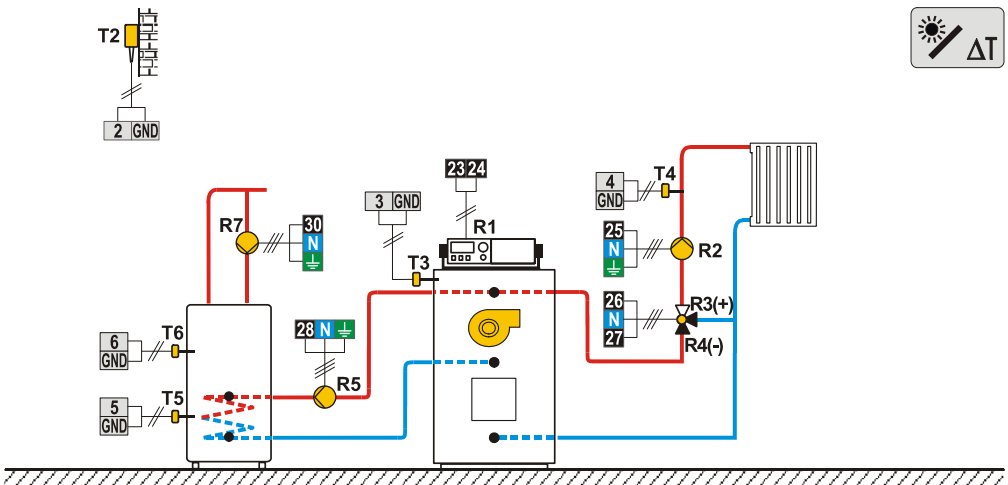 T2
ΔT
2 GND
23 24
3 GND
R1
4
GND
T4
R7
30
N
25
N
R2
T3
26
N
27
R3(+)
R4(-)
28 N
6
GND
T6
R5
5
GND
T5